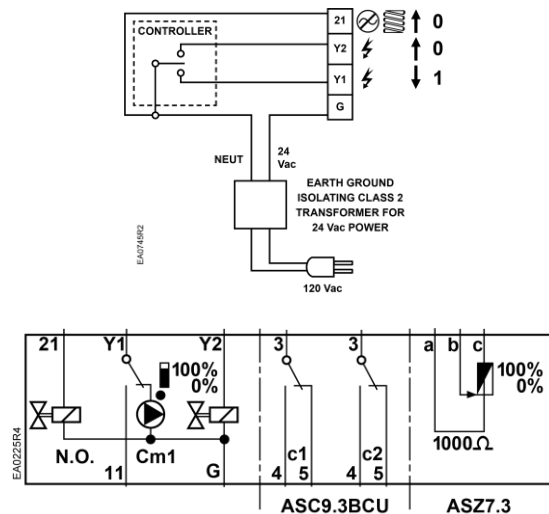 21 0
CONTROLLER
Y2 0
Y1 1
G
NEUT 24
Vac
EARTH GROUND
ISOLATING CLASS 2
TRANSFORMER FOR
24 Vac POWER
EA0745R2
120 Vac
21 Y1 Y2 3 3 a b c
100%
0%
100%
0%
N.O. Cm1 c1 c2 1000Ω
11 G 4 5 4 5
EA0225R4
ASC9.3BCU ASZ7.3